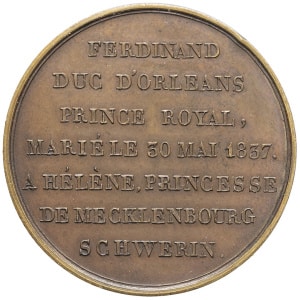 FERDINAND
DUC D'ORLEANS
PRINCE ROYAL,
MARIÉ LE 30 MAI 1837.
A HÉLÈNE, PRINCESSE
DE MECKLENBOURG
SCHWERIN.